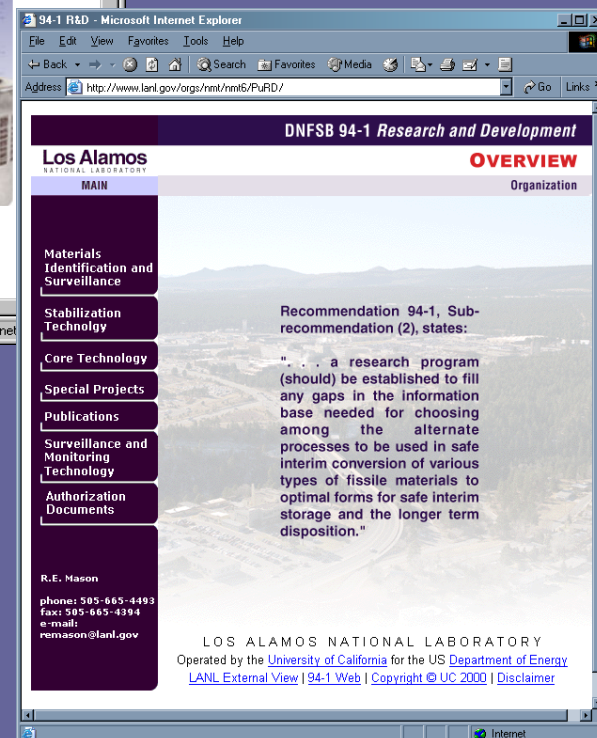 94-1 R&D - Microsoft Internet Explorer
File Edit View Favorites Tools Help
Back Search Favorites Media
Address http://www.lanl.gov/orgs/nmt/nmt6/PuRD/ Go Links
DNFSB 94-1 Research and Development
Los Alamos
NATIONAL LABORATORY
OVERVIEW
MAIN
Organization
Materials
Identification and
Surveillance
Stabilization
Technolgy
Core Technology
Special Projects
Publications
Surveillance and
Monitoring
Technology
Authorization
Documents
R.E. Mason
phone: 505-665-4493
fax: 505-665-4394
e-mail:
remason@lanl.gov
Recommendation 94-1, Sub-
recommendation (2), states:
". . . a research program
(should) be established to fill
any gaps in the information
base needed for choosing
among the alternate
processes to be used in safe
interim conversion of various
types of fissile materials to
optimal forms for safe interim
storage and the longer term
disposition."
LOS ALAMOS NATIONAL LABORATORY
Operated by the University of California for the US Department of Energy
LANL External View | 94-1 Web | Copyright © UC 2000 | Disclaimer
Internet